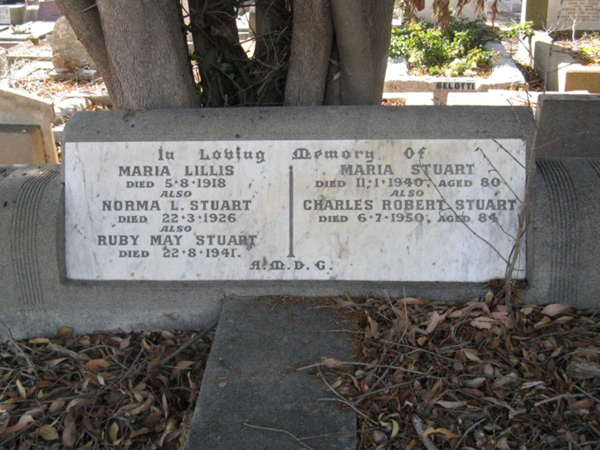 BELOTTI
In Loving Memory Of
MARIA LILLIS
DIED 5·8·1918
ALSO
NORMA L. STUART
DIED 22·3·1926
ALSO
RUBY MAY STUART
DIED 22·8·1941.
MARIA STUART
DIED 11·1·1940, AGED 80
ALSO
CHARLES ROBERT STUART
DIED 6·7·1950, AGED 84
A.M.D.G.